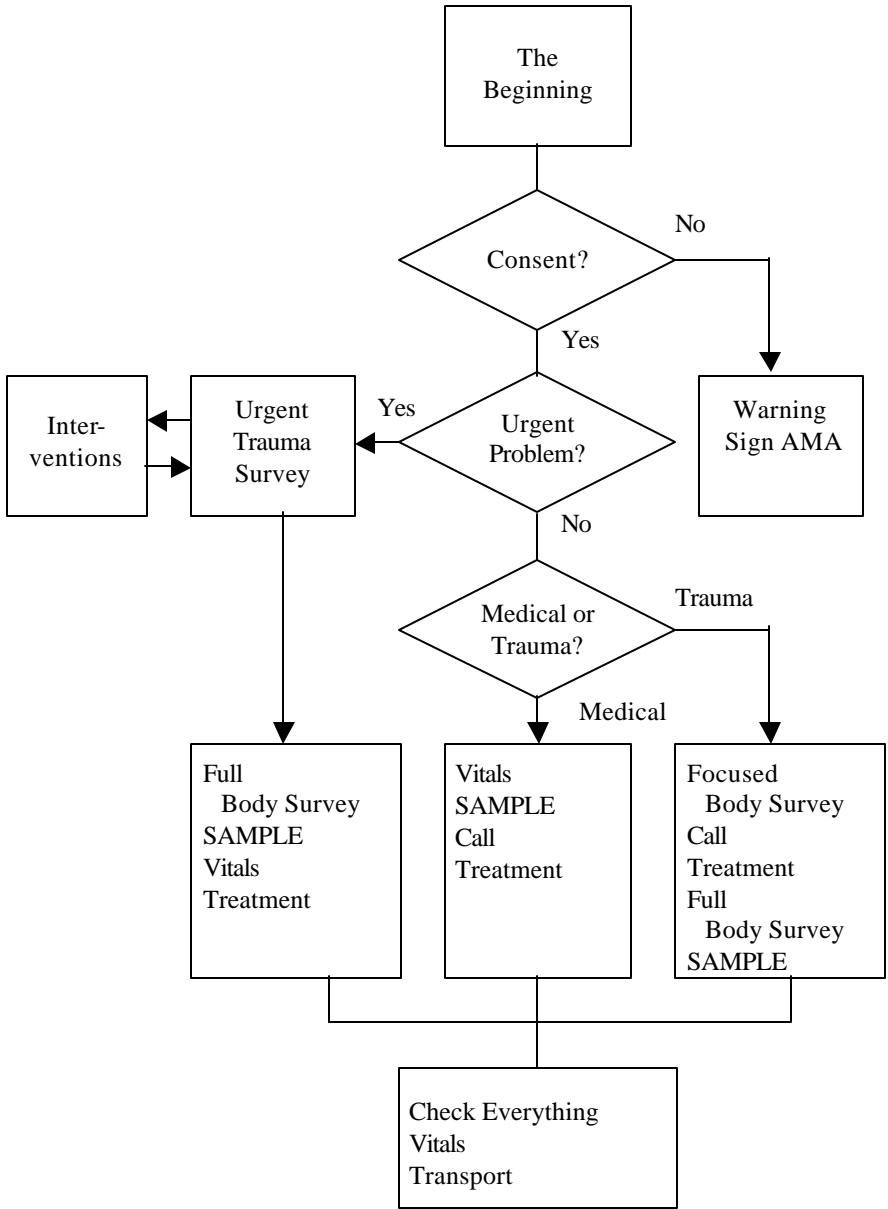 The
Beginning
No
Consent?
Yes
Inter-
ventions
Urgent
Trauma
Survey
Yes
Urgent
Problem?
Warning
Sign AMA
No
Medical or
Trauma?
Trauma
Medical
Full
Body Survey
SAMPLE
Vitals
Treatment
Vitals
SAMPLE
Call
Treatment
Focused
Body Survey
Call
Treatment
Full
Body Survey
SAMPLE
Check Everything
Vitals
Transport